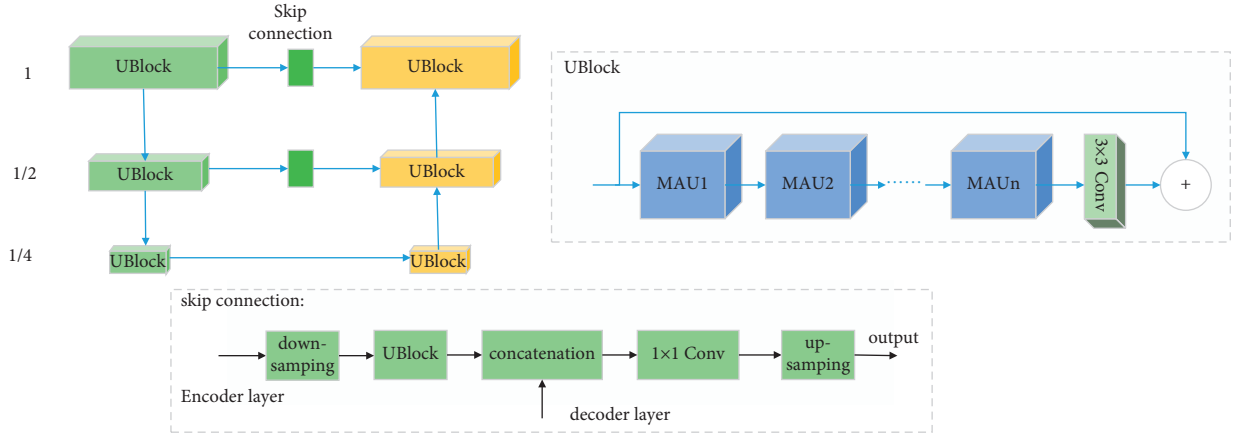 Skip
connection
1
UBlock
UBlock
1/2
UBlock
UBlock
1/4
UBlock
UBlock
UBlock
MAU1
MAU2
......
MAUn
3×3 Conv
+
skip connection:
down-
samping
UBlock
concatenation
1×1 Conv
up-
samping
output
Encoder layer
decoder layer